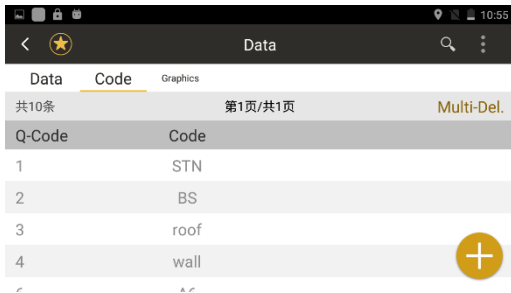 10:55
Data
Data Code Graphics
共10条 第1页/共1页 Multi-Del.
Q-Code Code
1 STN
2 BS
3 roof
4 wall